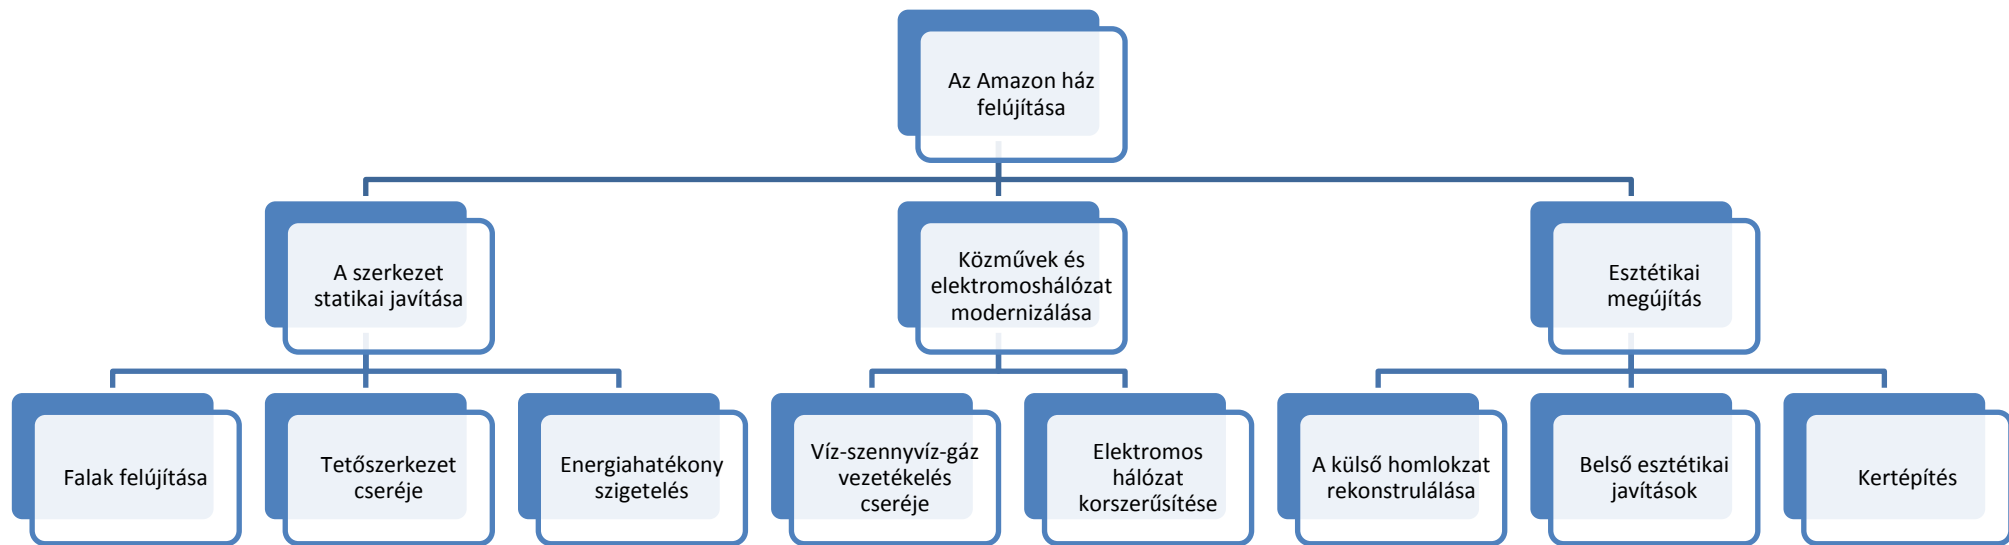 Az Amazon ház
felújítása
A szerkezet
statikai javítása
Közművek és
elektromoshálózat
modernizálása
Esztétikai
megújítás
Falak felújítása
Tetőszerkezet
cseréje
Energiahatékony
szigetelés
Víz-szennyvíz-gáz
vezetékelés
cseréje
Elektromos
hálózat
korszerűsítése
A külső homlokzat
rekonstrulálása
Belső esztétikai
javítások
Kertépítés